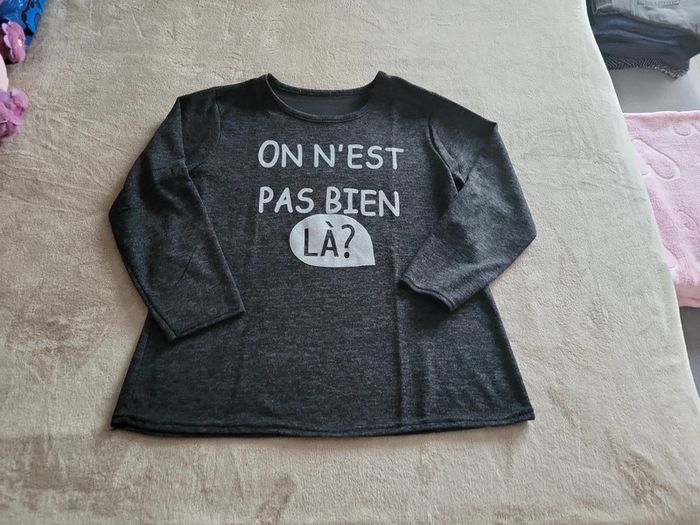 ON N'EST
PAS BIEN
LÀ?